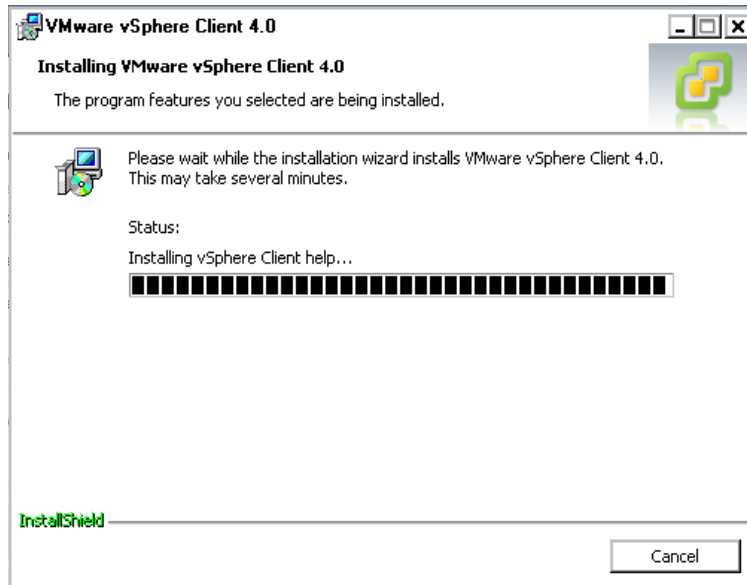 VMware vSphere Client 4.0
Installing VMware vSphere Client 4.0
The program features you selected are being installed.
Please wait while the installation wizard installs VMware vSphere Client 4.0.
This may take several minutes.
Status:
Installing vSphere Client help...
InstallShield
Cancel